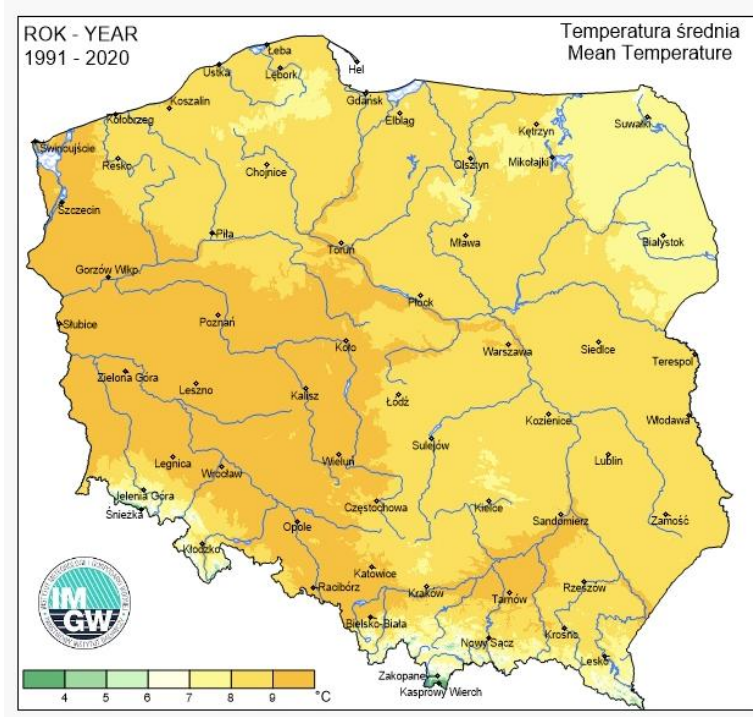 ROK - YEAR
1991 - 2020
Temperatura średnia
Mean Temperature
Łeba
Ustka
Lębork
Hel
Gdańsk
Koszalin
Kołobrzeg
Elbląg
Kętrzyn
Suwałki
Świnoujście
Resko
Chojnice
Olsztyn
Mikołajki
Szczecin
Piła
Toruń
Mława
Białystok
Gorzów Wlkp.
Płock
Słubice
Poznań
Koło
Warszawa
Siedlce
Terespol
Zielona Góra
Leszno
Kalisz
Łódź
Kozienice
Włodawa
Sulejów
Legnica
Wrocław
Wieluń
Lublin
Jelenia Góra
Śnieżka
Częstochowa
Kielce
Sandomierz
Zamość
Opole
Kłodzko
Katowice
Racibórz
Kraków
Tarnów
Rzeszów
Bielsko-Biała
Nowy Sącz
Krosno
Lesko
Zakopane
Kasprowy Wierch
IM
GW
4 5 6 7 8 9 °C